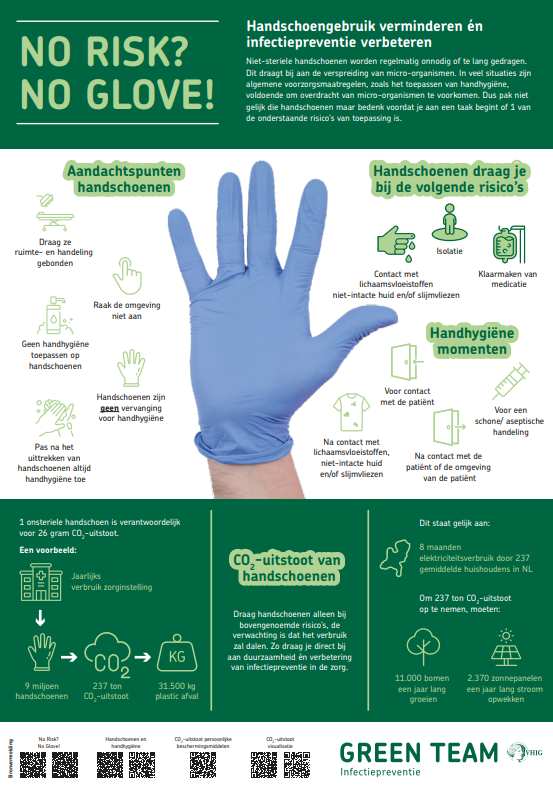 NO RISK?
NO GLOVE!
Handschoengebruik verminderen én
infectiepreventie verbeteren
Niet-steriele handschoenen worden regelmatig onnodig of te lang gedragen.
Dit draagt bij aan de verspreiding van micro-organismen. In veel situaties zijn
algemene voorzorgsmaatregelen, zoals het toepassen van handhygiëne,
voldoende om overdracht van micro-organismen te voorkomen. Dus pak niet
gelijk die handschoenen maar bedenk voordat je aan een taak begint of 1 van
de onderstaande risico's van toepassing is.
Aandachtspunten
handschoenen
Draag ze
ruimte- en handeling
gebonden
Raak de omgeving
niet aan
Geen handhygiëne
toepassen op
handschoenen
Handschoenen zijn
geen vervanging
voor handhygiëne
Pas na het
uittrekken van
handschoenen altijd
handhygiëne toe
Handschoenen draag je
bij de volgende risico's
Isolatie
Contact met
lichaamsvloeistoffen
niet-intacte huid en/of slijmvliezen
Klaarmaken van
medicatie
Handhygiëne
momenten
Voor contact
met de patiënt
Voor een
schone/ aseptische
handeling
Na contact met
lichaamsvloeistoffen,
niet-intacte huid
en/of slijmvliezen
Na contact met de
patiënt of de omgeving
van de patiënt
1 onsteriele handschoen is verantwoordelijk
voor 26 gram CO₂-uitstoot.
Een voorbeeld:
Jaarlijks
verbruik zorginstelling
CO₂
KG
9 miljoen
handschoenen
237 ton
CO₂-uitstoot
31.500 kg
plastic afval
CO₂-uitstoot van
handschoenen
Draag handschoenen alleen bij
bovengenoemde risico's, de
verwachting is dat het verbruik
zal dalen. Zo draag je direct bij
aan duurzaamheid én verbetering
van infectiepreventie in de zorg.
Dit staat gelijk aan:
8 maanden
elektriciteitsverbruik door 237
gemiddelde huishoudens in NL
Om 237 ton CO₂-uitstoot
op te nemen, moeten:
11.000 bomen
een jaar lang
groeien
2.370 zonnepanelen
een jaar lang stroom
opwekken
Bronvermelding
No Risk?
No Glove!
Handschoenen en
handhygiëne
CO₂-uitstoot persoonlijke
beschermingsmiddelen
CO₂-uitstoot
visualisatie
GREEN TEAM
Infectiepreventie
VHIG